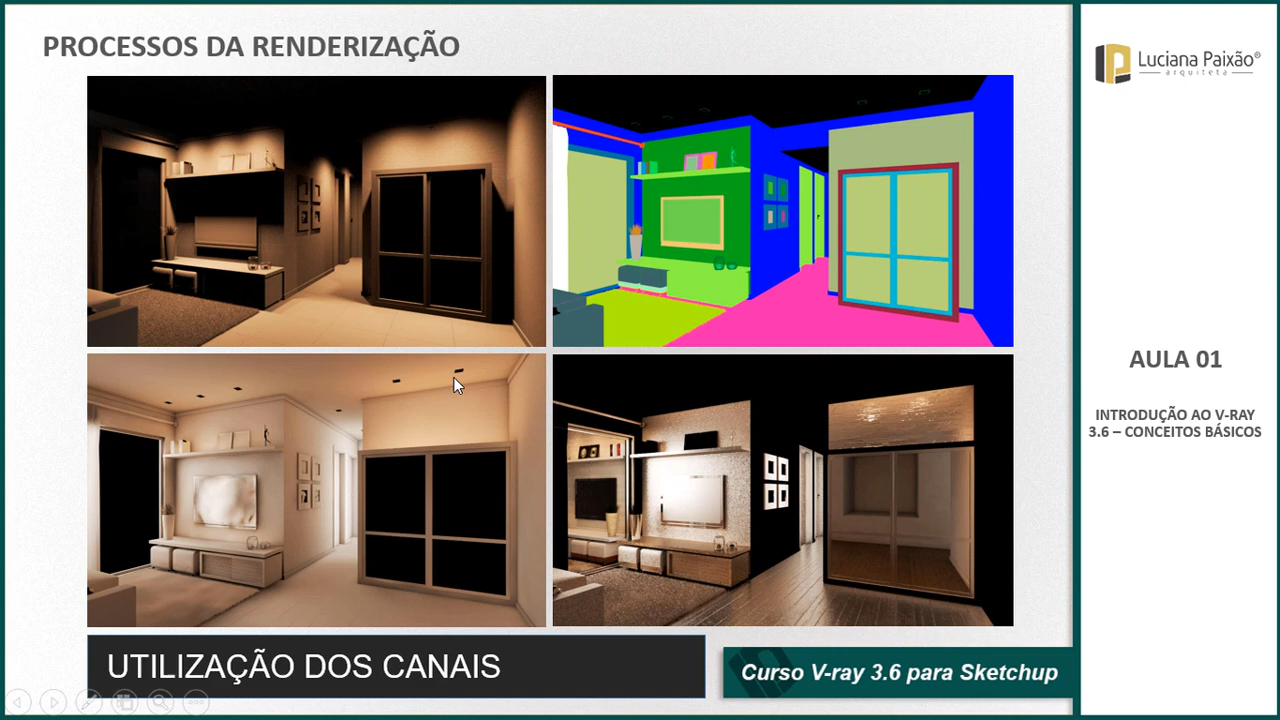 PROCESSOS DA RENDERIZAÇÃO
Luciana Paixão®
arquiteta
AULA 01
INTRODUÇÃO AO V-RAY
3.6 – CONCEITOS BÁSICOS
UTILIZAÇÃO DOS CANAIS
Curso V-ray 3.6 para Sketchup